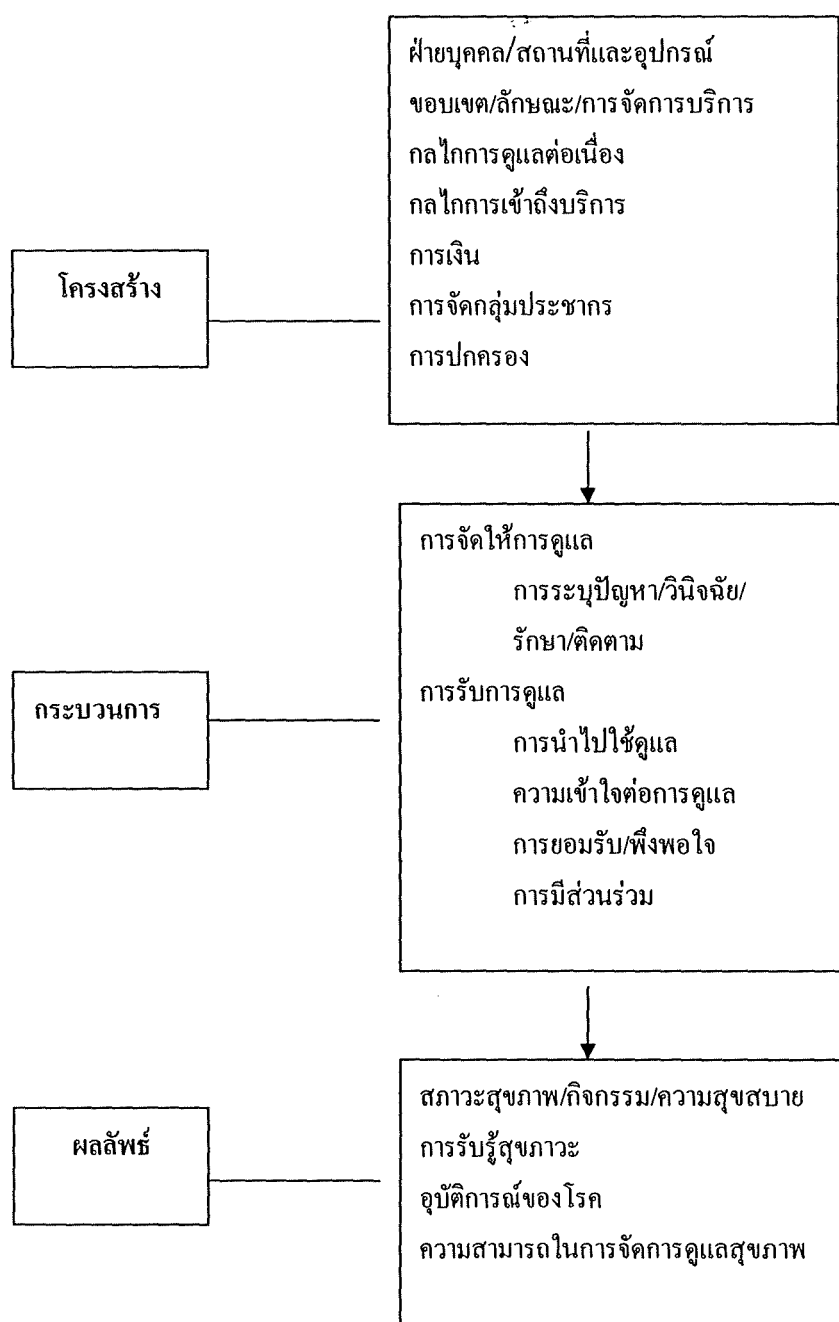 ฝ่ายบุคคล/สถานที่และอุปกรณ์
ขอบเขต/ลักษณะ/การจัดการบริการ
กลไกการดูแลต่อเนื่อง
กลไกการเข้าถึงบริการ
การเงิน
การจัดกลุ่มประชากร
การปกครอง
โครงสร้าง
การจัดให้การดูแล
การระบุปัญหา/วินิจฉัย/
รักษา/ติดตาม
การรับการดูแล
การนำไปใช้ดูแล
ความเข้าใจต่อการดูแล
การยอมรับ/พึงพอใจ
การมีส่วนร่วม
กระบวนการ
สภาวะสุขภาพ/กิจกรรม/ความสุขสบาย
การรับรู้สุขภาวะ
อุบัติการณ์ของโรค
ความสามารถในการจัดการดูแลสุขภาพ
ผลลัพธ์